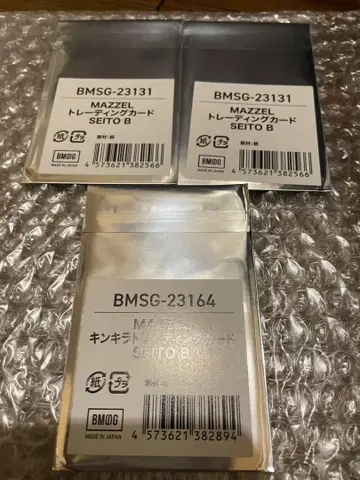 BMSG-23131
MAZZEL
トレーディングカード
SEITO B
紙 プラ
素材:紙
BMSG
MADE IN JAPAN
4 573621 382566
BMSG-23131
MAZZEL
トレーディングカード
SEITO B
紙 プラ
素材:紙
BMSG
MADE IN JAPAN
4 573621 382566
BMSG-23164
MAZZEL
キンキラトレーディングカード
SEITO B
紙 プラ
BMSG
MADE IN JAPAN
4 573621 382894